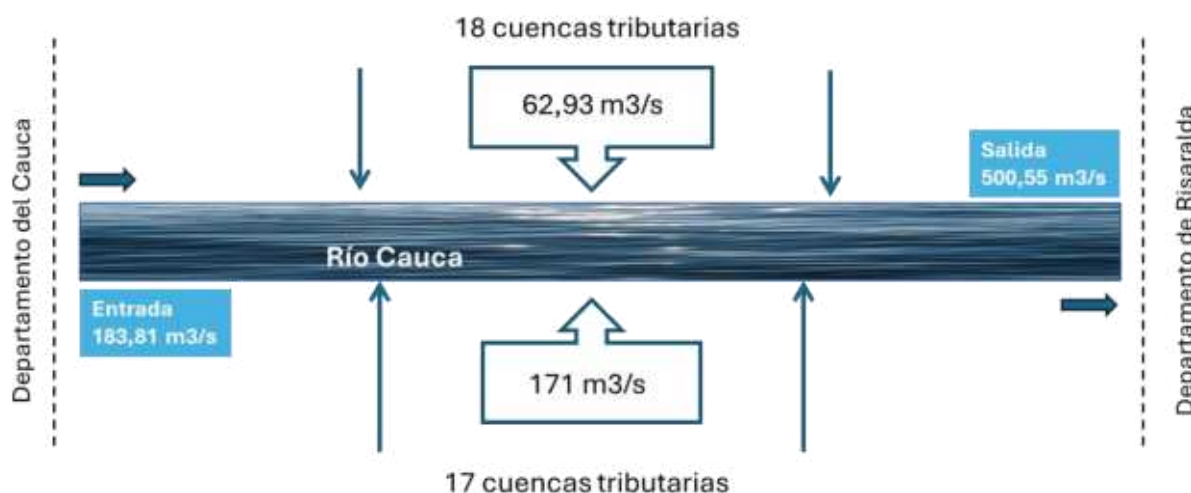 18 cuencas tributarias
62,93 m3/s
Departamento del Cauca
Salida
500,55 m3/s
Departamento de Risaralda
Río Cauca
Entrada
183,81 m3/s
171 m3/s
17 cuencas tributarias